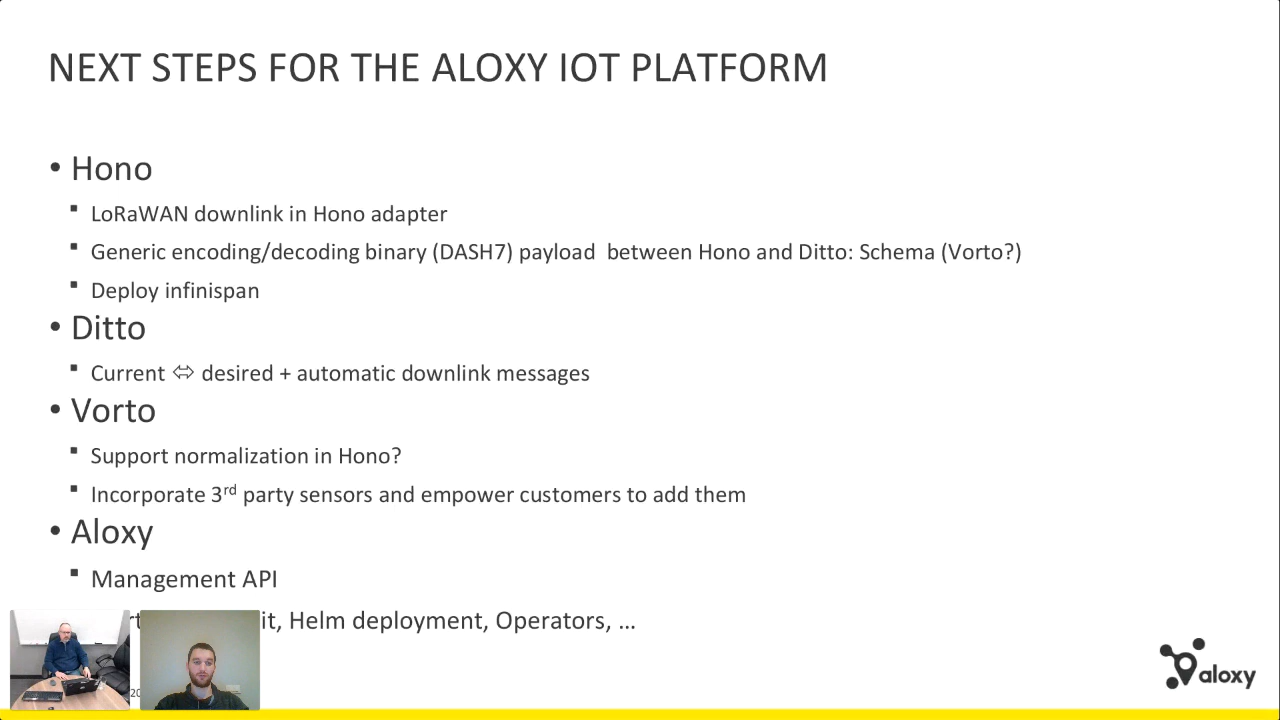 NEXT STEPS FOR THE ALOXY IOT PLATFORM
• Hono
▪ LoRaWAN downlink in Hono adapter
▪ Generic encoding/decoding binary (DASH7) payload between Hono and Ditto: Schema (Vorto?)
▪ Deploy infinispan
• Ditto
▪ Current ⬄ desired + automatic downlink messages
• Vorto
▪ Support normalization in Hono?
▪ Incorporate 3rd party sensors and empower customers to add them
• Aloxy
▪ Management API
Helm deployment, Operators, …
aloxy